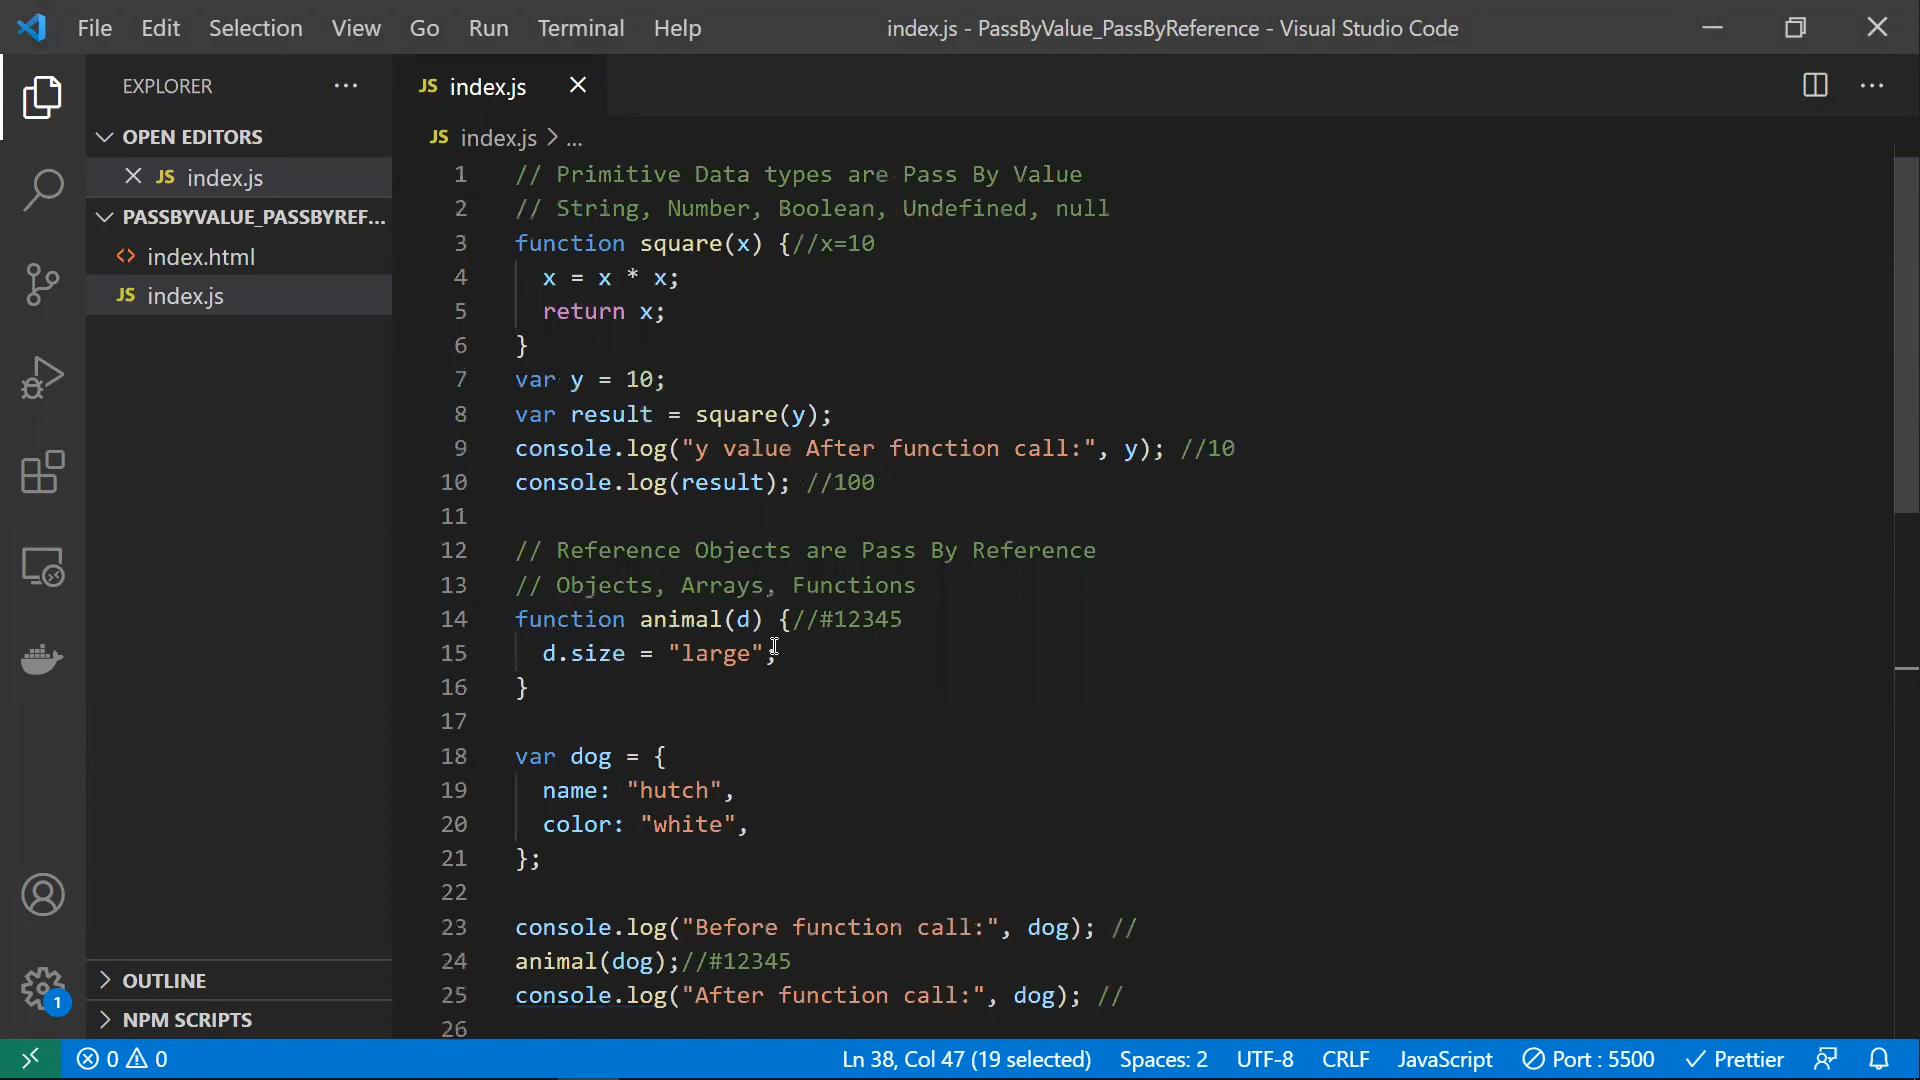 File Edit Selection View Go Run Terminal Help index.js - PassByValue_PassByReference - Visual Studio Code
EXPLORER
OPEN EDITORS
JS index.js
PASSBYVALUE_PASSBYREF...
<> index.html
JS index.js
OUTLINE
NPM SCRIPTS
JS index.js
JS index.js > ...
1 // Primitive Data types are Pass By Value
2 // String, Number, Boolean, Undefined, null
3 function square(x) {//x=10
4 x = x * x;
5 return x;
6 }
7 var y = 10;
8 var result = square(y);
9 console.log("y value After function call:", y); //10
10 console.log(result); //100
11
12 // Reference Objects are Pass By Reference
13 // Objects, Arrays, Functions
14 function animal(d) {//#12345
15 d.size = "large";
16 }
17
18 var dog = {
19 name: "hutch",
20 color: "white",
21 };
22
23 console.log("Before function call:", dog); //
24 animal(dog);//#12345
25 console.log("After function call:", dog); //
26
1
0 0 Ln 38, Col 47 (19 selected) Spaces: 2 UTF-8 CRLF JavaScript Port : 5500 Prettier